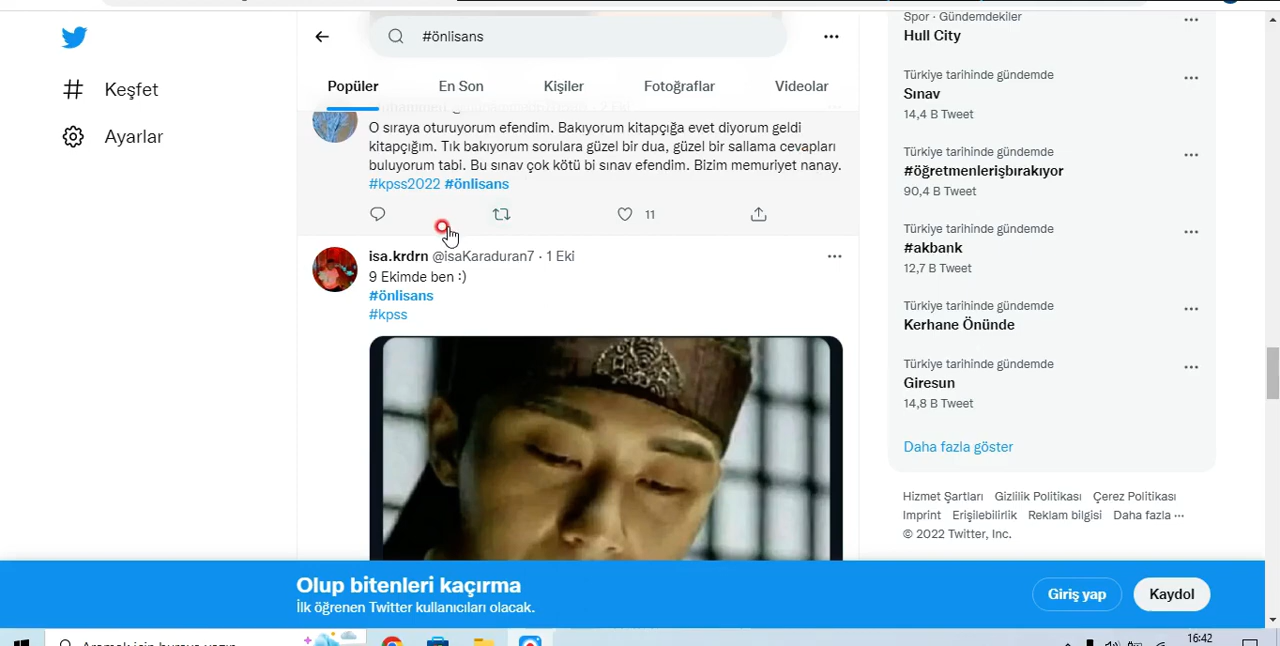 #önlisans
Keşfet
Ayarlar
Popüler
En Son
Kişiler
Fotoğraflar
Videolar
O sıraya oturuyorum efendim. Bakıyorum kitapçığa evet diyorum geldi
kitapçığım. Tık bakıyorum sorulara güzel bir dua, güzel bir sallama cevapları
buluyorum tabi. Bu sınav çok kötü bi sınav efendim. Bizim memuriyet nanay.
#kpss2022 #önlisans
11
isa.krdrn @isaKaraduran7 · 1 Eki
9 Ekimde ben :)
#önlisans
#kpss
Spor · Gündemdekiler
Hull City
Türkiye tarihinde gündemde
Sınav
14,4 B Tweet
Türkiye tarihinde gündemde
#öğretmenlerişbırakıyor
90,4 B Tweet
Türkiye tarihinde gündemde
#akbank
12,7 B Tweet
Türkiye tarihinde gündemde
Kerhane Önünde
Türkiye tarihinde gündemde
Giresun
14,8 B Tweet
Daha fazla göster
Hizmet Şartları Gizlilik Politikası Çerez Politikası
Imprint Erişilebilirlik Reklam bilgisi Daha fazla ···
© 2022 Twitter, Inc.
Olup bitenleri kaçırma
İlk öğrenen Twitter kullanıcıları olacak.
Giriş yap
Kaydol
Aramak için buraya yazın
16:42